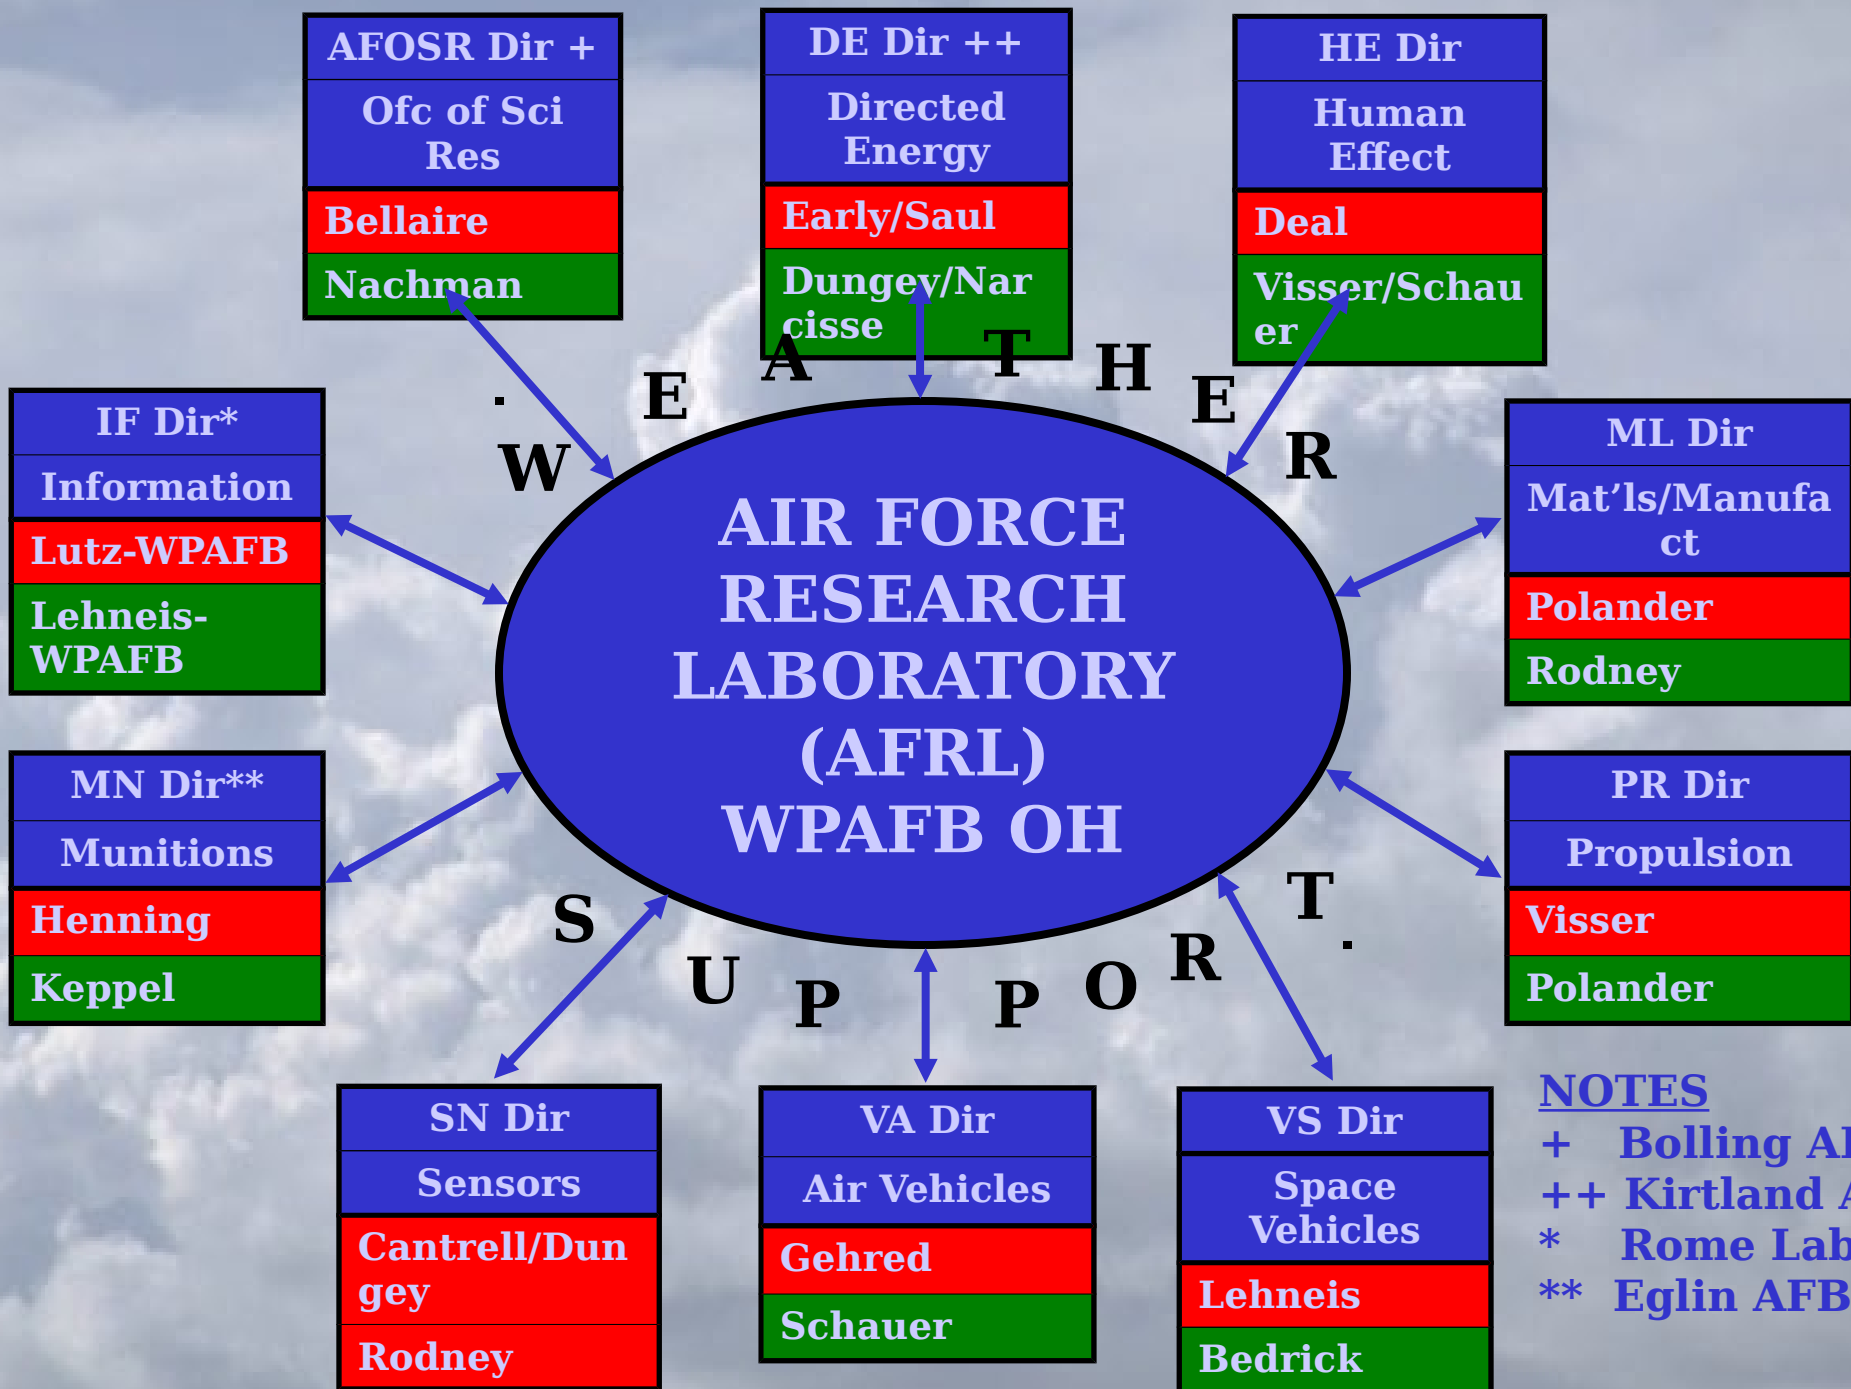 AFOSR Dir +
Ofc of Sci
Res
Bellaire
Nachman
DE Dir ++
Directed
Energy
Early/Saul
Dungey/Nar
cisse
HE Dir
Human
Effect
Deal
Visser/Schau
er
. W E A T H E R
IF Dir*
Information
Lutz-WPAFB
Lehneis-
WPAFB
AIR FORCE
RESEARCH
LABORATORY
(AFRL)
WPAFB OH
ML Dir
Mat’ls/Manufa
ct
Polander
Rodney
MN Dir**
Munitions
Henning
Keppel
PR Dir
Propulsion
Visser
Polander
S U P P O R T .
SN Dir
Sensors
Cantrell/Dun
gey
Rodney
VA Dir
Air Vehicles
Gehred
Schauer
VS Dir
Space
Vehicles
Lehneis
Bedrick
NOTES
+ Bolling
++ Kirtland
* Rome Lab
** Eglin AFB